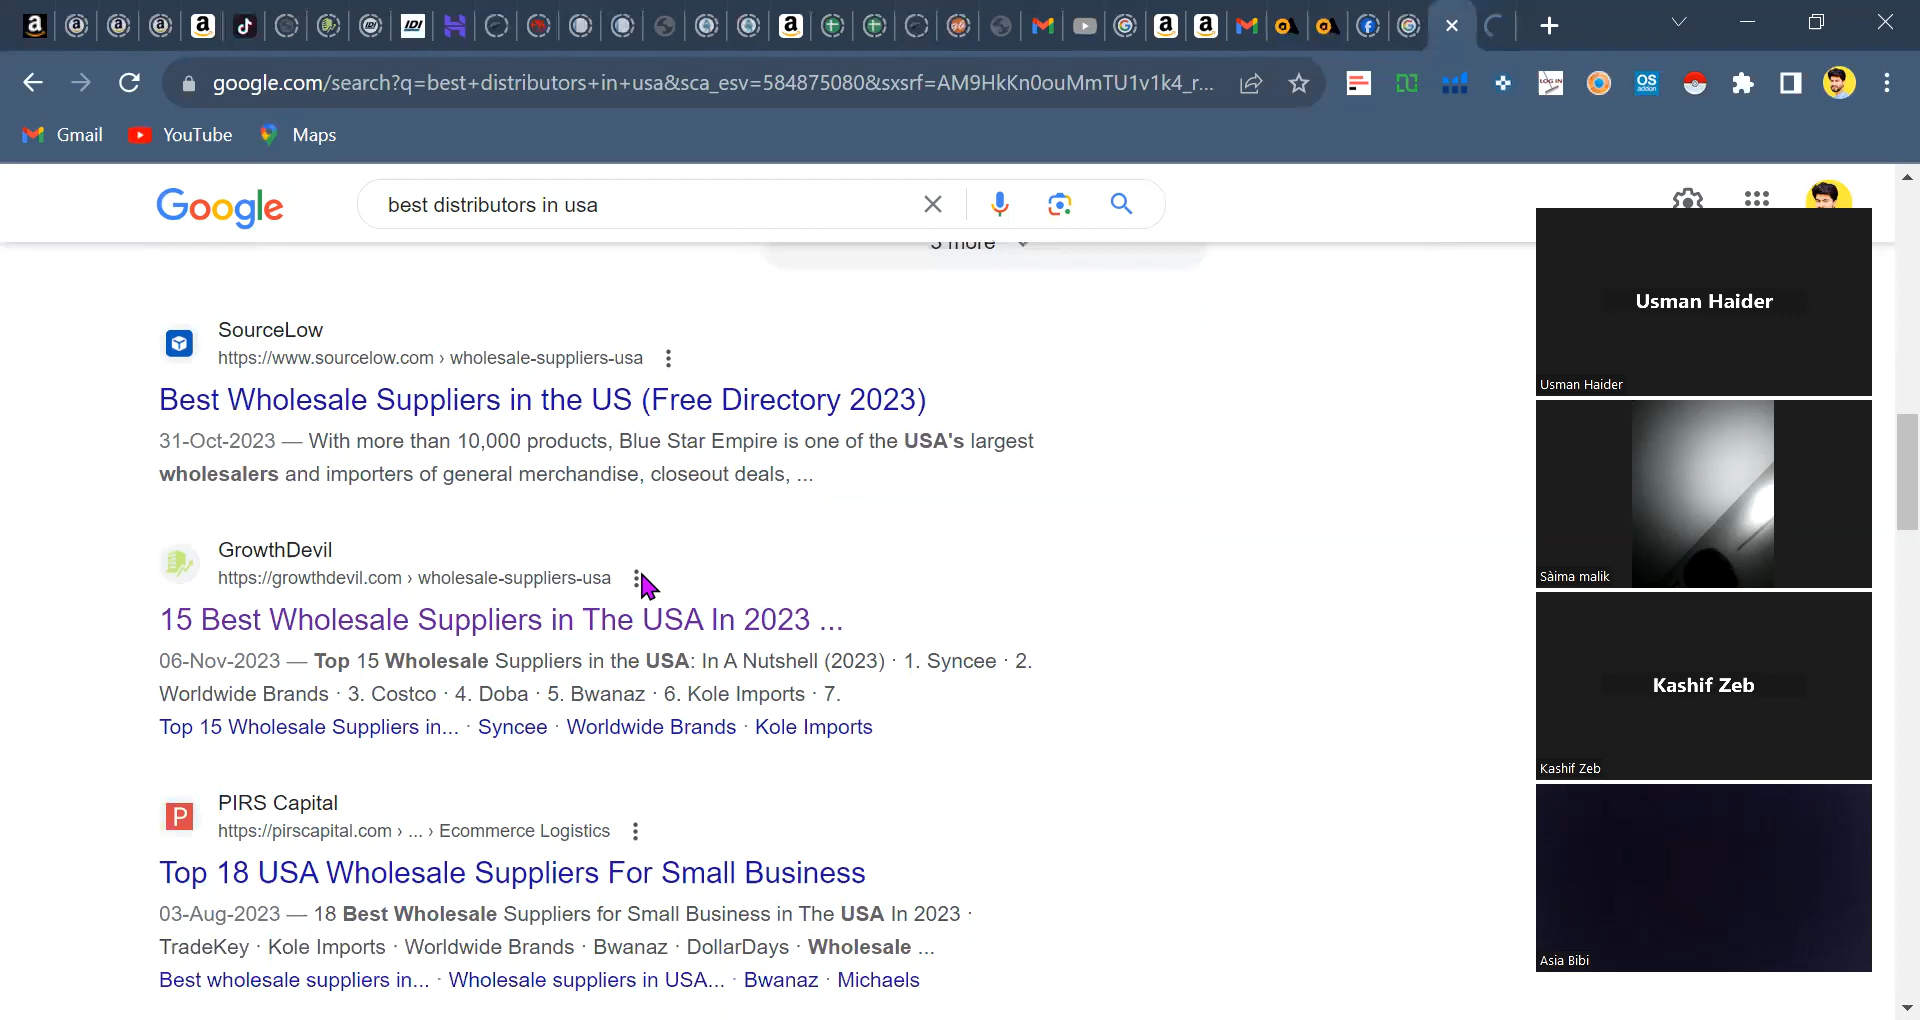 google.com/search?q=best+distributors+in+usa&sca_esv=584875080&sxsrf=AM9HkKn0ouMmTU1v1k4_r...
Gmail YouTube Maps
Google best distributors in usa
Usman Haider
Usman Haider
SourceLow
https://www.sourcelow.com › wholesale-suppliers-usa
Best Wholesale Suppliers in the US (Free Directory 2023)
31-Oct-2023 — With more than 10,000 products, Blue Star Empire is one of the USA's largest
wholesalers and importers of general merchandise, closeout deals, ...
GrowthDevil
https://growthdevil.com › wholesale-suppliers-usa
Sàima malik
15 Best Wholesale Suppliers in The USA In 2023 ...
06-Nov-2023 — Top 15 Wholesale Suppliers in the USA: In A Nutshell (2023) · 1. Syncee · 2.
Worldwide Brands · 3. Costco · 4. Doba · 5. Bwanaz · 6. Kole Imports · 7.
Top 15 Wholesale Suppliers in... · Syncee · Worldwide Brands · Kole Imports
Kashif Zeb
Kashif Zeb
PIRS Capital
https://pirscapital.com › ... › Ecommerce Logistics
Top 18 USA Wholesale Suppliers For Small Business
03-Aug-2023 — 18 Best Wholesale Suppliers for Small Business in The USA In 2023 ·
TradeKey · Kole Imports · Worldwide Brands · Bwanaz · DollarDays · Wholesale ...
Best wholesale suppliers in... · Wholesale suppliers in USA... · Bwanaz · Michaels
Asia Bibi